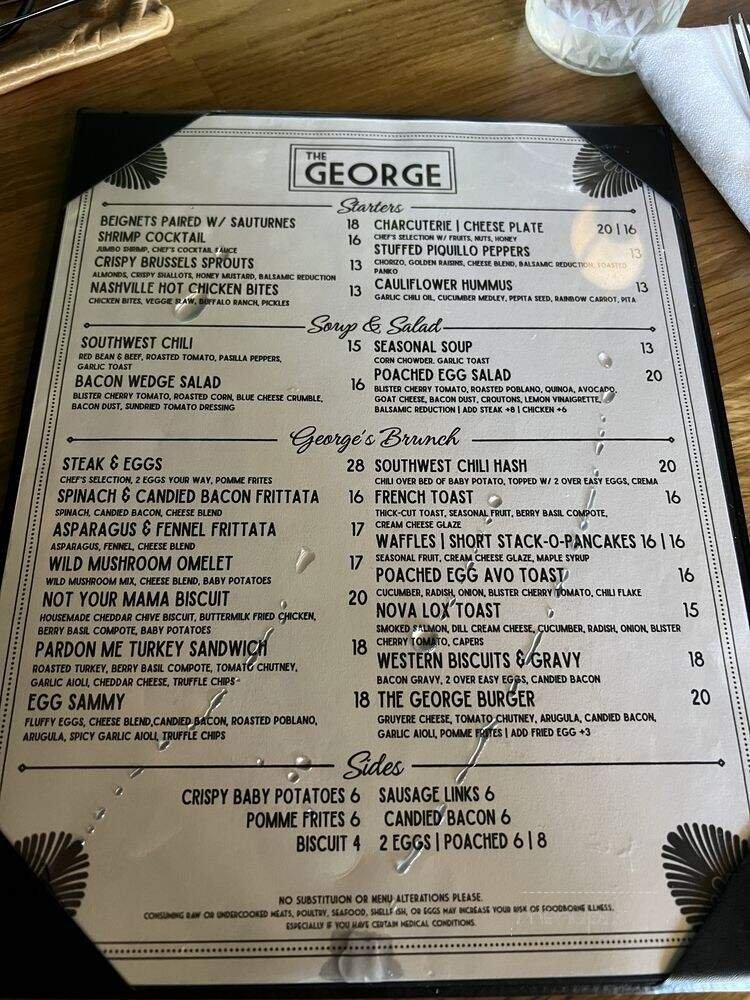 THE
GEORGE
Starters
BEIGNETS PAIRED W/ SAUTURNES 18
SHRIMP COCKTAIL 16
JUMBO SHRIMP, CHEF'S COCKTAIL SAUCE
CRISPY BRUSSELS SPROUTS 13
ALMONDS, CRISPY SHALLOTS, HONEY MUSTARD, BALSAMIC REDUCTION
NASHVILLE HOT CHICKEN BITES 13
CHICKEN BITES, VEGGIE SLAW, BUFFALO RANCH, PICKLES
CHARCUTERIE | CHEESE PLATE 20 | 16
CHEF'S SELECTION W/ FRUITS, NUTS, HONEY
STUFFED PIQUILLO PEPPERS 13
CHORIZO, GOLDEN RAISINS, CHEESE BLEND, BALSAMIC REDUCTION, TOASTED
PANKO
CAULIFLOWER HUMMUS 13
GARLIC CHILI OIL, CUCUMBER MEDLEY, PEPITA SEED, RAINBOW CARROT, PITA
Soup & Salad
SOUTHWEST CHILI 15
RED BEAN & BEEF, ROASTED TOMATO, PASILLA PEPPERS,
GARLIC TOAST
BACON WEDGE SALAD 16
BLISTER CHERRY TOMATO, ROASTED CORN, BLUE CHEESE CRUMBLE,
BACON DUST, SUNDRIED TOMATO DRESSING
SEASONAL SOUP 13
CORN CHOWDER, GARLIC TOAST
POACHED EGG SALAD 20
BLISTER CHERRY TOMATO, ROASTED POBLANO, QUINOA, AVOCADO,
GOAT CHEESE, BACON DUST, CROUTONS, LEMON VINAIGRETTE,
BALSAMIC REDUCTION | ADD STEAK +8 | CHICKEN +6
George's Brunch
STEAK & EGGS 28
CHEF'S SELECTION, 2 EGGS YOUR WAY, POMME FRITES
SPINACH & CANDIED BACON FRITTATA 16
SPINACH, CANDIED BACON, CHEESE BLEND
ASPARAGUS & FENNEL FRITTATA 17
ASPARAGUS, FENNEL, CHEESE BLEND
WILD MUSHROOM OMELET 17
WILD MUSHROOM MIX, CHEESE BLEND, BABY POTATOES
NOT YOUR MAMA BISCUIT 20
HOUSEMADE CHEDDAR CHIVE BISCUIT, BUTTERMILK FRIED CHICKEN,
BERRY BASIL COMPOTE, BABY POTATOES
PARDON ME TURKEY SANDWICH 18
ROASTED TURKEY, BERRY BASIL COMPOTE, TOMATO CHUTNEY,
GARLIC AIOLI, CHEDDAR CHEESE, TRUFFLE CHIPS
EGG SAMMY 18
FLUFFY EGGS, CHEESE BLEND,CANDIED BACON, ROASTED POBLANO,
ARUGULA, SPICY GARLIC AIOLI, TRUFFLE CHIPS
SOUTHWEST CHILI HASH 20
CHILI OVER BED OF BABY POTATO, TOPPED W/ 2 OVER EASY EGGS, CREMA
FRENCH TOAST 16
THICK-CUT TOAST, SEASONAL FRUIT, BERRY BASIL COMPOTE,
CREAM CHEESE GLAZE
WAFFLES | SHORT STACK-O-PANCAKES 16 | 16
SEASONAL FRUIT, CREAM CHEESE GLAZE, MAPLE SYRUP
POACHED EGG AVO TOAST 16
CUCUMBER, RADISH, ONION, BLISTER CHERRY TOMATO, CHILI FLAKE
NOVA LOX TOAST 15
SMOKED SALMON, DILL CREAM CHEESE, CUCUMBER, RADISH, ONION, BLISTER
CHERRY TOMATO, CAPERS
WESTERN BISCUITS & GRAVY 18
BACON GRAVY, 2 OVER EASY EGGS, CANDIED BACON
THE GEORGE BURGER 20
GRUYERE CHEESE, TOMATO CHUTNEY, ARUGULA, CANDIED BACON,
GARLIC AIOLI, POMME FRITES | ADD FRIED EGG +3
Sides
CRISPY BABY POTATOES 6
POMME FRITES 6
BISCUIT 4
SAUSAGE LINKS 6
CANDIED BACON 6
2 EGGS | POACHED 6 | 8
NO SUBSTITUION OR MENU ALTERATIONS PLEASE.
CONSUMING RAW OR UNDERCOOKED MEATS, POULTRY, SEAFOOD, SHELLFISH, OR EGGS MAY INCREASE YOUR RISK OF FOODBORNE ILLNESS,
ESPECIALLY IF YOU HAVE CERTAIN MEDICAL CONDITIONS.